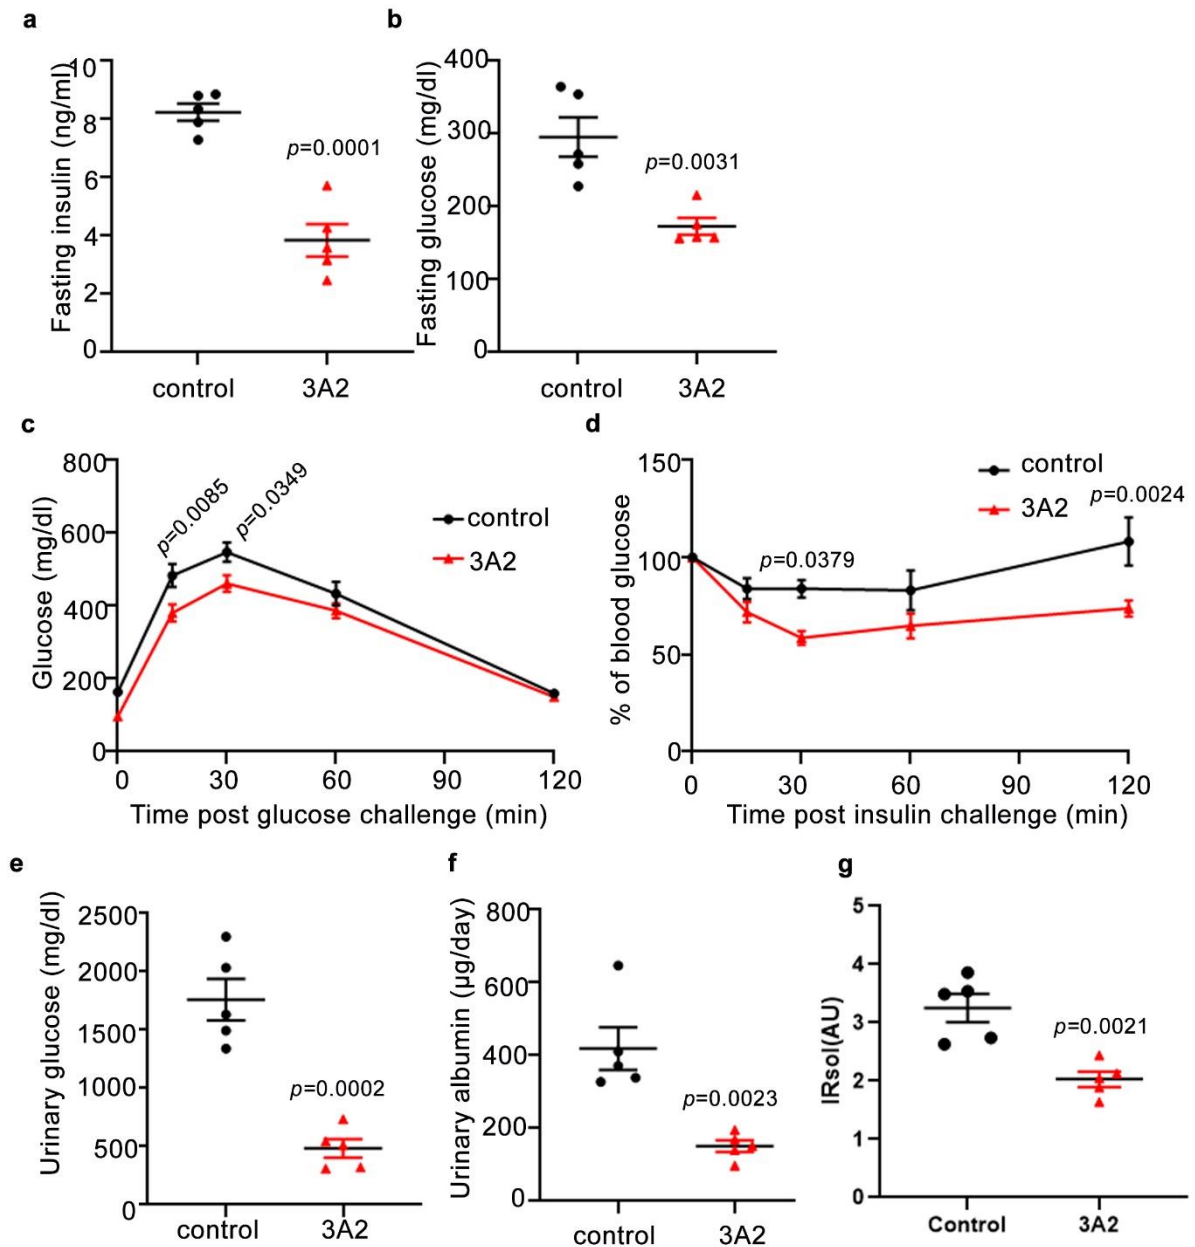 a
Fasting insulin (ng/ml)
10
8
6
4
2
0
p=0.0001
control
3A2
b
Fasting glucose (mg/dl)
400
300
200
100
0
p=0.0031
control
3A2
c
Glucose (mg/dl)
800
600
400
200
0
p=0.0085
p=0.0349
control
3A2
0
30
60
90
120
Time post glucose challenge (min)
d
% of blood glucose
150
100
50
0
control
3A2
p=0.0379
p=0.0024
0
30
60
90
120
Time post insulin challenge (min)
e
Urinary glucose (mg/dl)
2500
2000
1500
1000
500
0
p=0.0002
control
3A2
f
Urinary albumin (µg/day)
800
600
400
200
0
p=0.0023
control
3A2
g
IRsol(AU)
5
4
3
2
1
0
p=0.0021
Control
3A2